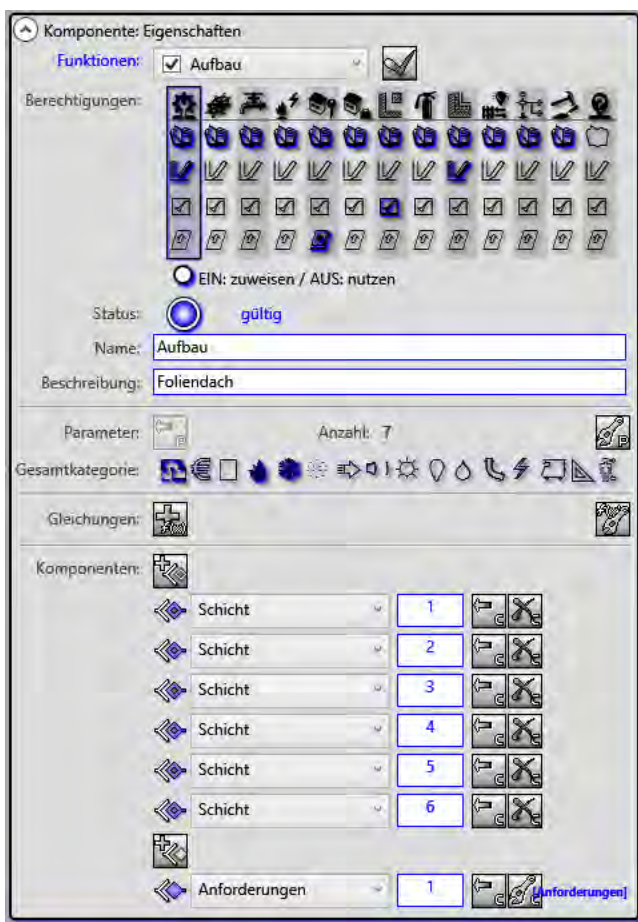 Komponente: Eigenschaften
Funktionen: Aufbau
Berechtigungen:
EIN: zuweisen / AUS: nutzen
Status: gültig
Name: Aufbau
Beschreibung: Foliendach
Parameter: P Anzahl: 7 P
Gesamtkategorie:
Gleichungen: f(x) f(x)
Komponenten:
Schicht 1 C C
Schicht 2 C C
Schicht 3 C C
Schicht 4 C C
Schicht 5 C C
Schicht 6 C C
Anforderungen 1 C C [Anforderungen]